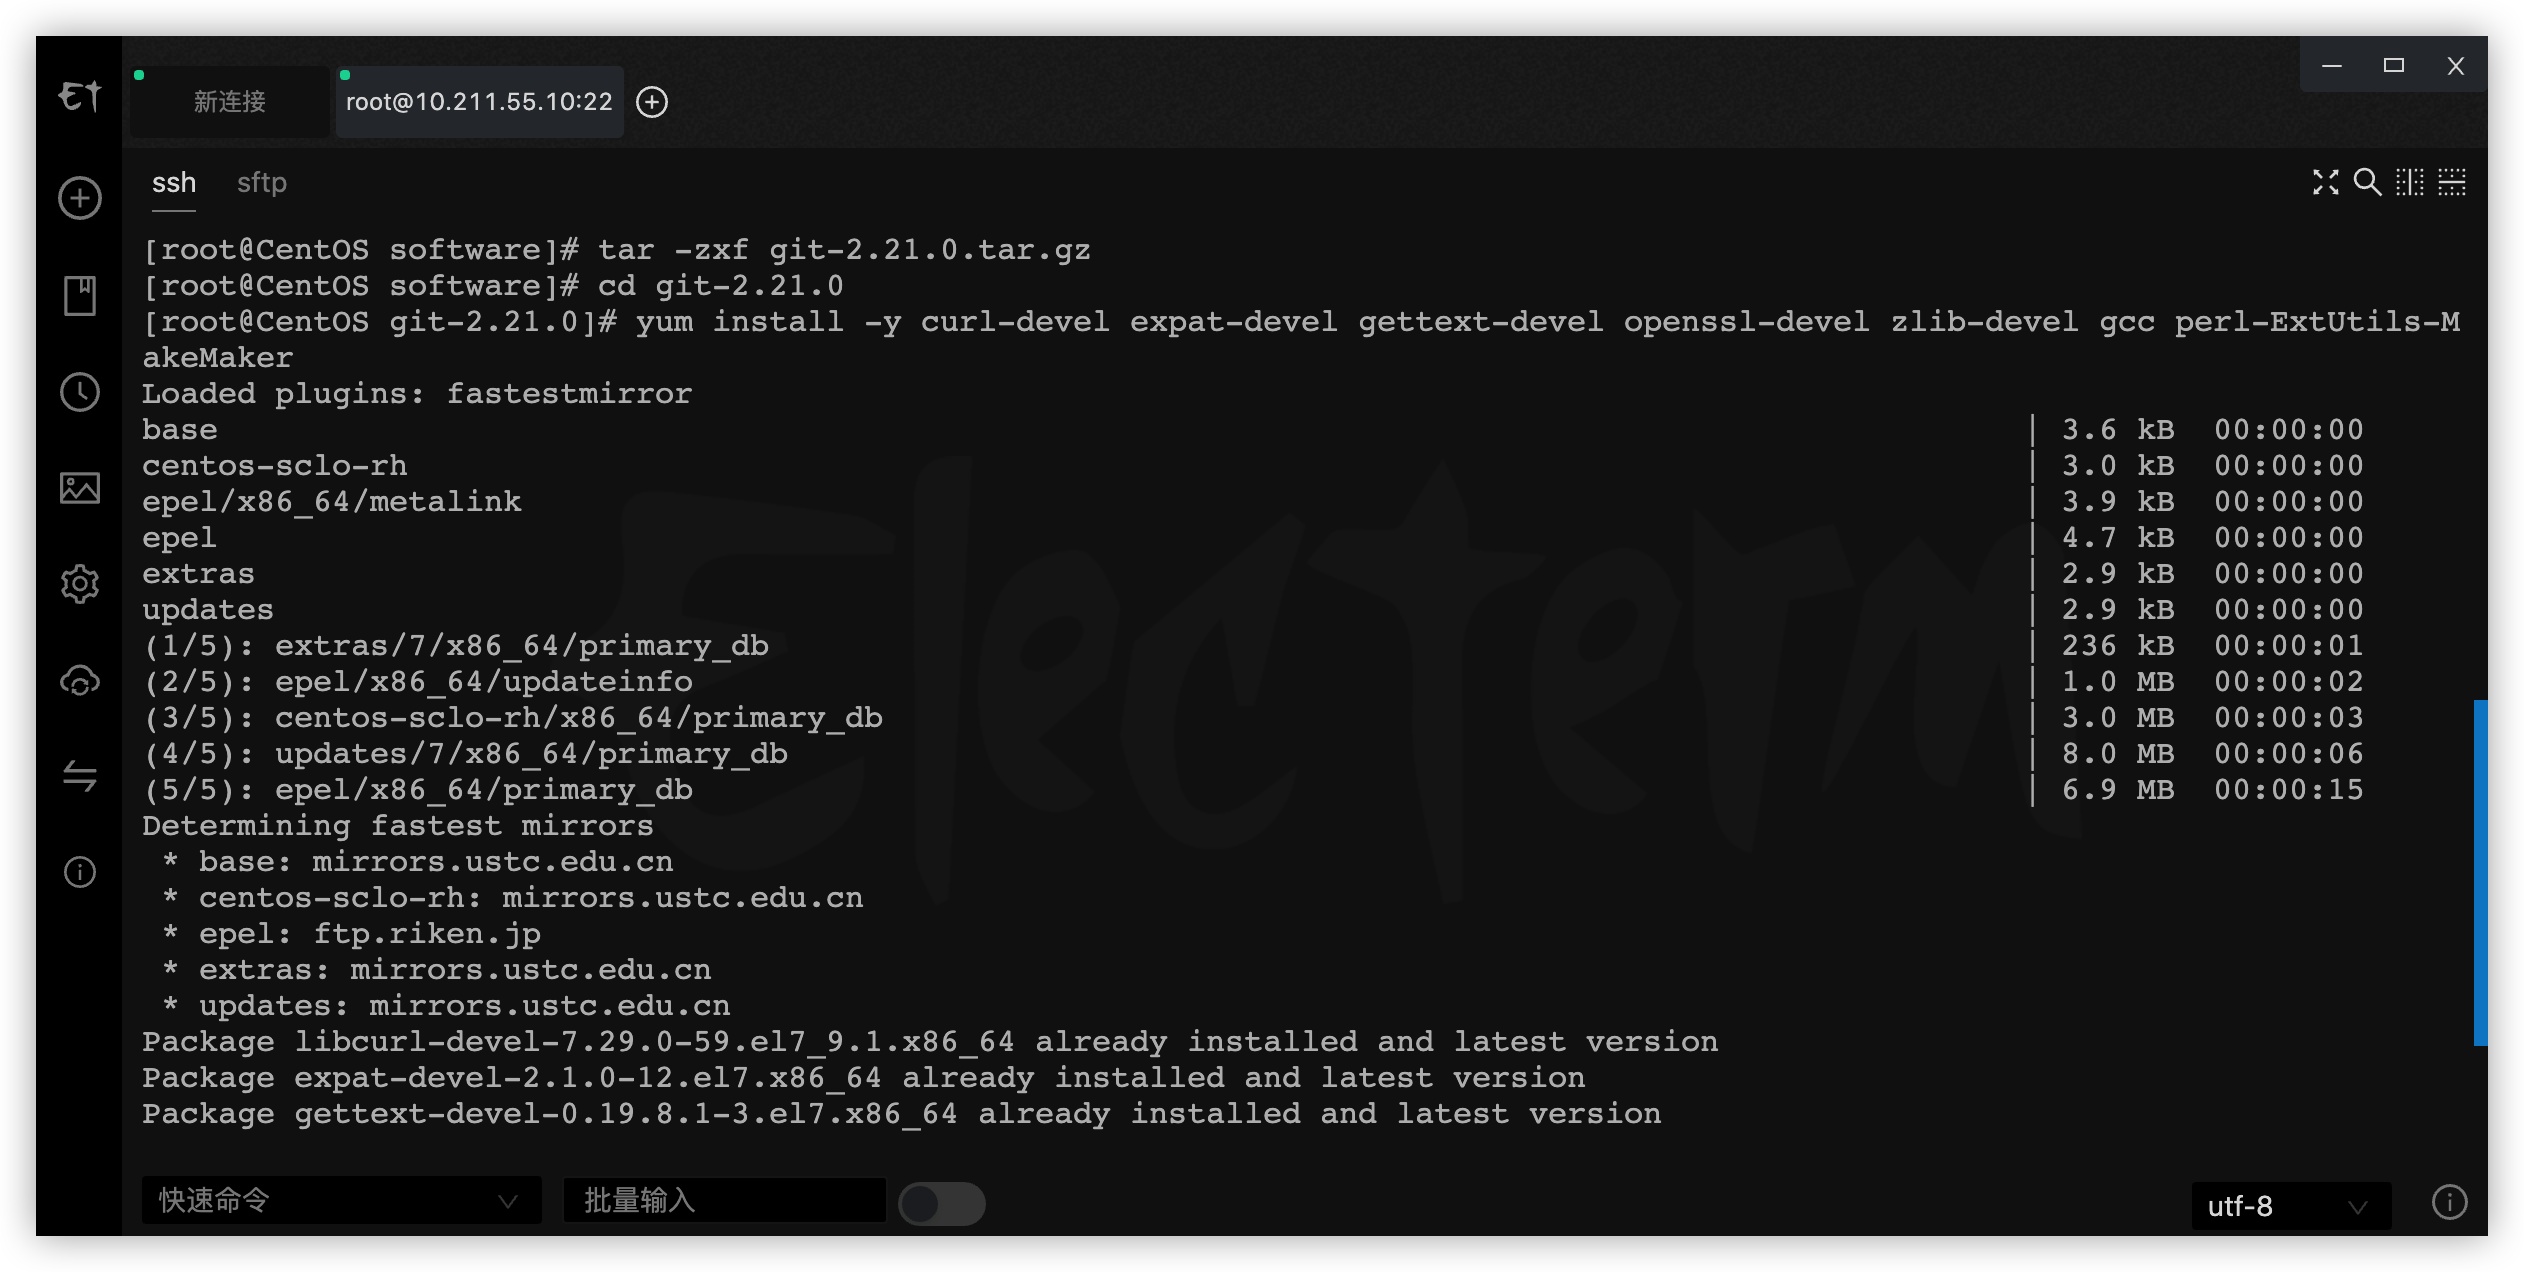 Et
新连接
root@10.211.55.10:22
X
ssh sftp
[root@CentOS software]# tar -zxf git-2.21.0.tar.gz
[root@CentOS software]# cd git-2.21.0
[root@CentOS git-2.21.0]# yum install -y curl-devel expat-devel gettext-devel openssl-devel zlib-devel gcc perl-ExtUtils-M
akeMaker
Loaded plugins: fastestmirror
base | 3.6 kB 00:00:00
centos-sclo-rh | 3.0 kB 00:00:00
epel/x86_64/metalink | 3.9 kB 00:00:00
epel | 4.7 kB 00:00:00
extras | 2.9 kB 00:00:00
updates | 2.9 kB 00:00:00
(1/5): extras/7/x86_64/primary_db | 236 kB 00:00:01
(2/5): epel/x86_64/updateinfo | 1.0 MB 00:00:02
(3/5): centos-sclo-rh/x86_64/primary_db | 3.0 MB 00:00:03
(4/5): updates/7/x86_64/primary_db | 8.0 MB 00:00:06
(5/5): epel/x86_64/primary_db | 6.9 MB 00:00:15
Determining fastest mirrors
 * base: mirrors.ustc.edu.cn
 * centos-sclo-rh: mirrors.ustc.edu.cn
 * epel: ftp.riken.jp
 * extras: mirrors.ustc.edu.cn
 * updates: mirrors.ustc.edu.cn
Package libcurl-devel-7.29.0-59.el7_9.1.x86_64 already installed and latest version
Package expat-devel-2.1.0-12.el7.x86_64 already installed and latest version
Package gettext-devel-0.19.8.1-3.el7.x86_64 already installed and latest version
Electerm
快速命令
批量输入
utf-8